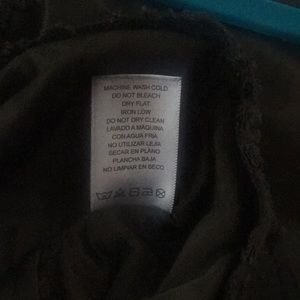 MACHINE WASH COLD
DO NOT BLEACH
DRY FLAT
IRON LOW
DO NOT DRY CLEAN
LAVADO A MÁQUINA
CON AGUA FRIA
NO UTILIZAR LEJIA
SECAR EN PLANO
PLANCHA BAJA
NO LIMPIAR EN SECO